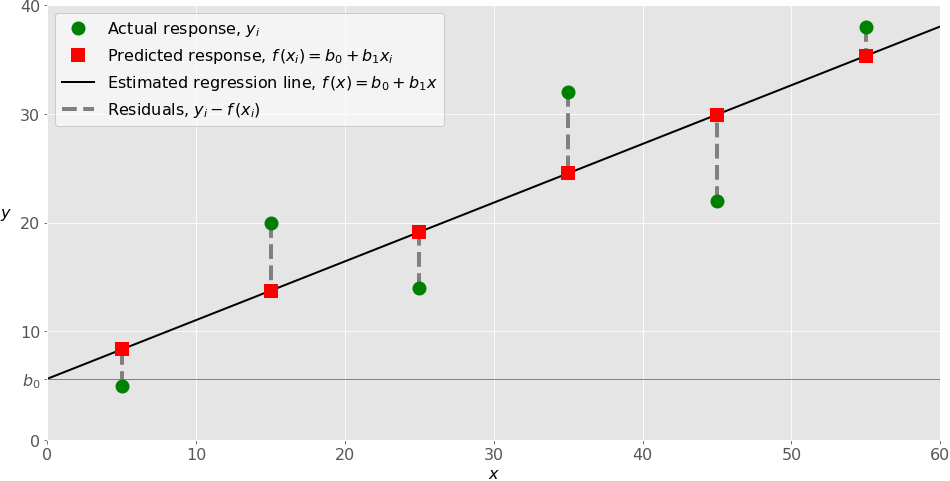 40
Actual response, yᵢ
Predicted response, f(xᵢ) = b₀ + b₁xᵢ
Estimated regression line, f(x) = b₀ + b₁x
Residuals, yᵢ − f(xᵢ)
30
y
20
10
b₀
0
0 10 20 30 40 50 60
x